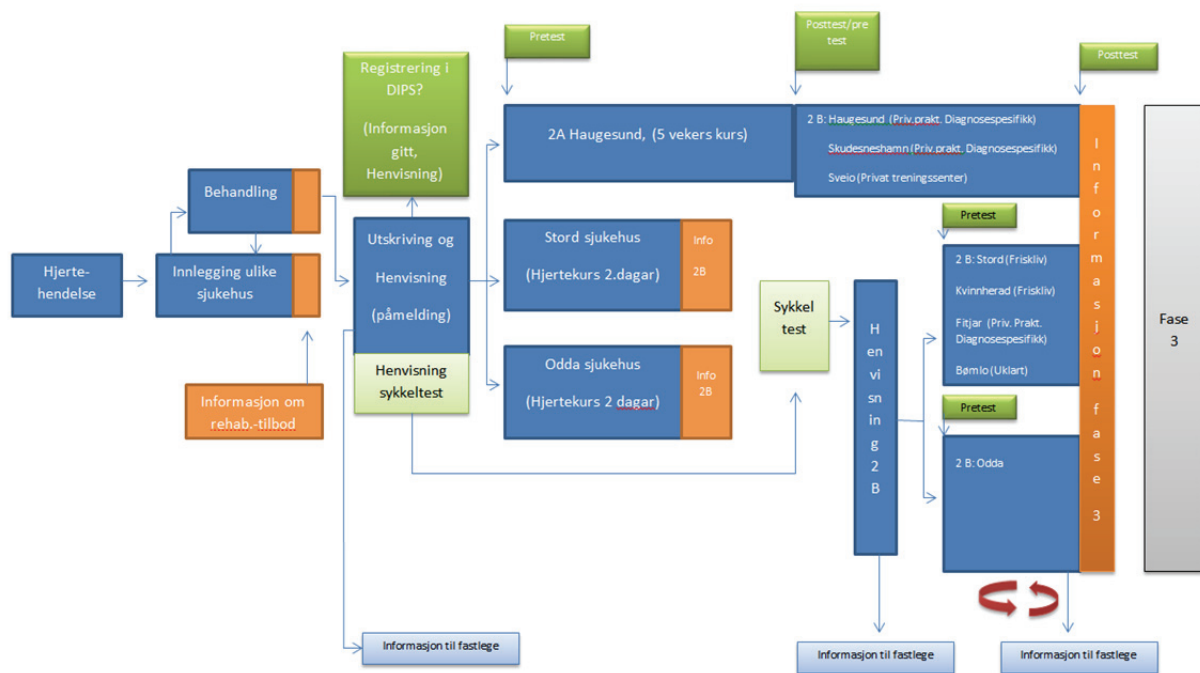 Pretest
Posttest/pre
test
Posttest
Registrering i
DIPS?
(Informasjon
gitt,
Henvisning)
2A Haugesund, (5 vekers kurs)
2 B: Haugesund (Priv.prakt. Diagnosespesifikk)
Skudesneshamn (Priv.prakt. Diagnosespesifikk)
Sveio (Privat treningssenter)
Behandling
Hjerte-
hendelse
Innlegging ulike
sjukehus
Informasjon om
rehab.-tilbod
Utskriving og
Henvisning
(påmelding)
Henvisning
sykkeltest
Stord sjukehus
(Hjertekurs 2.dagar)
Info
2B
Odda sjukehus
(Hjertekurs 2 dagar)
Info
2B
Sykkel
test
H
en
vi
sn
in
g
2
B
Pretest
2 B: Stord (Friskliv)
Kvinnherad (Friskliv)
Fitjar (Priv. Prakt.
Diagnosespesifikk)
Bømlo (Uklart)
Pretest
2 B: Odda
I
n
f
o
r
m
a
s
j
o
n
f
a
s
e
3
Fase
3
Informasjon til fastlege
Informasjon til fastlege
Informasjon til fastlege